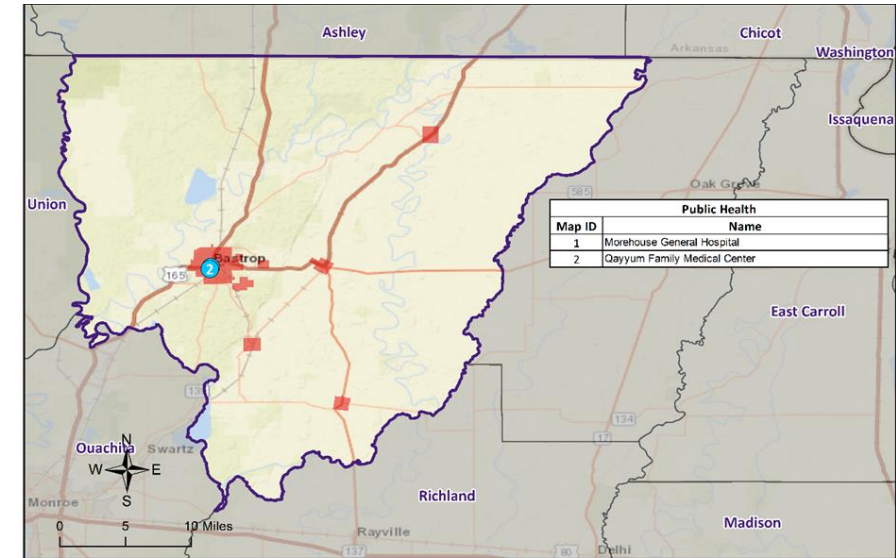 Ashley
Chicot
Arkansas
Washington
Issaquena
Oak Grove
585
Union
Public Health
Map ID Name
1 Morehouse General Hospital
2 Qayyum Family Medical Center
Bastrop
2
165
East Carroll
134
17
Ouachita
Swartz
N
W E
S
Richland
Monroe
Madison
0 5 10 Miles
Rayville
137
80
Delhi